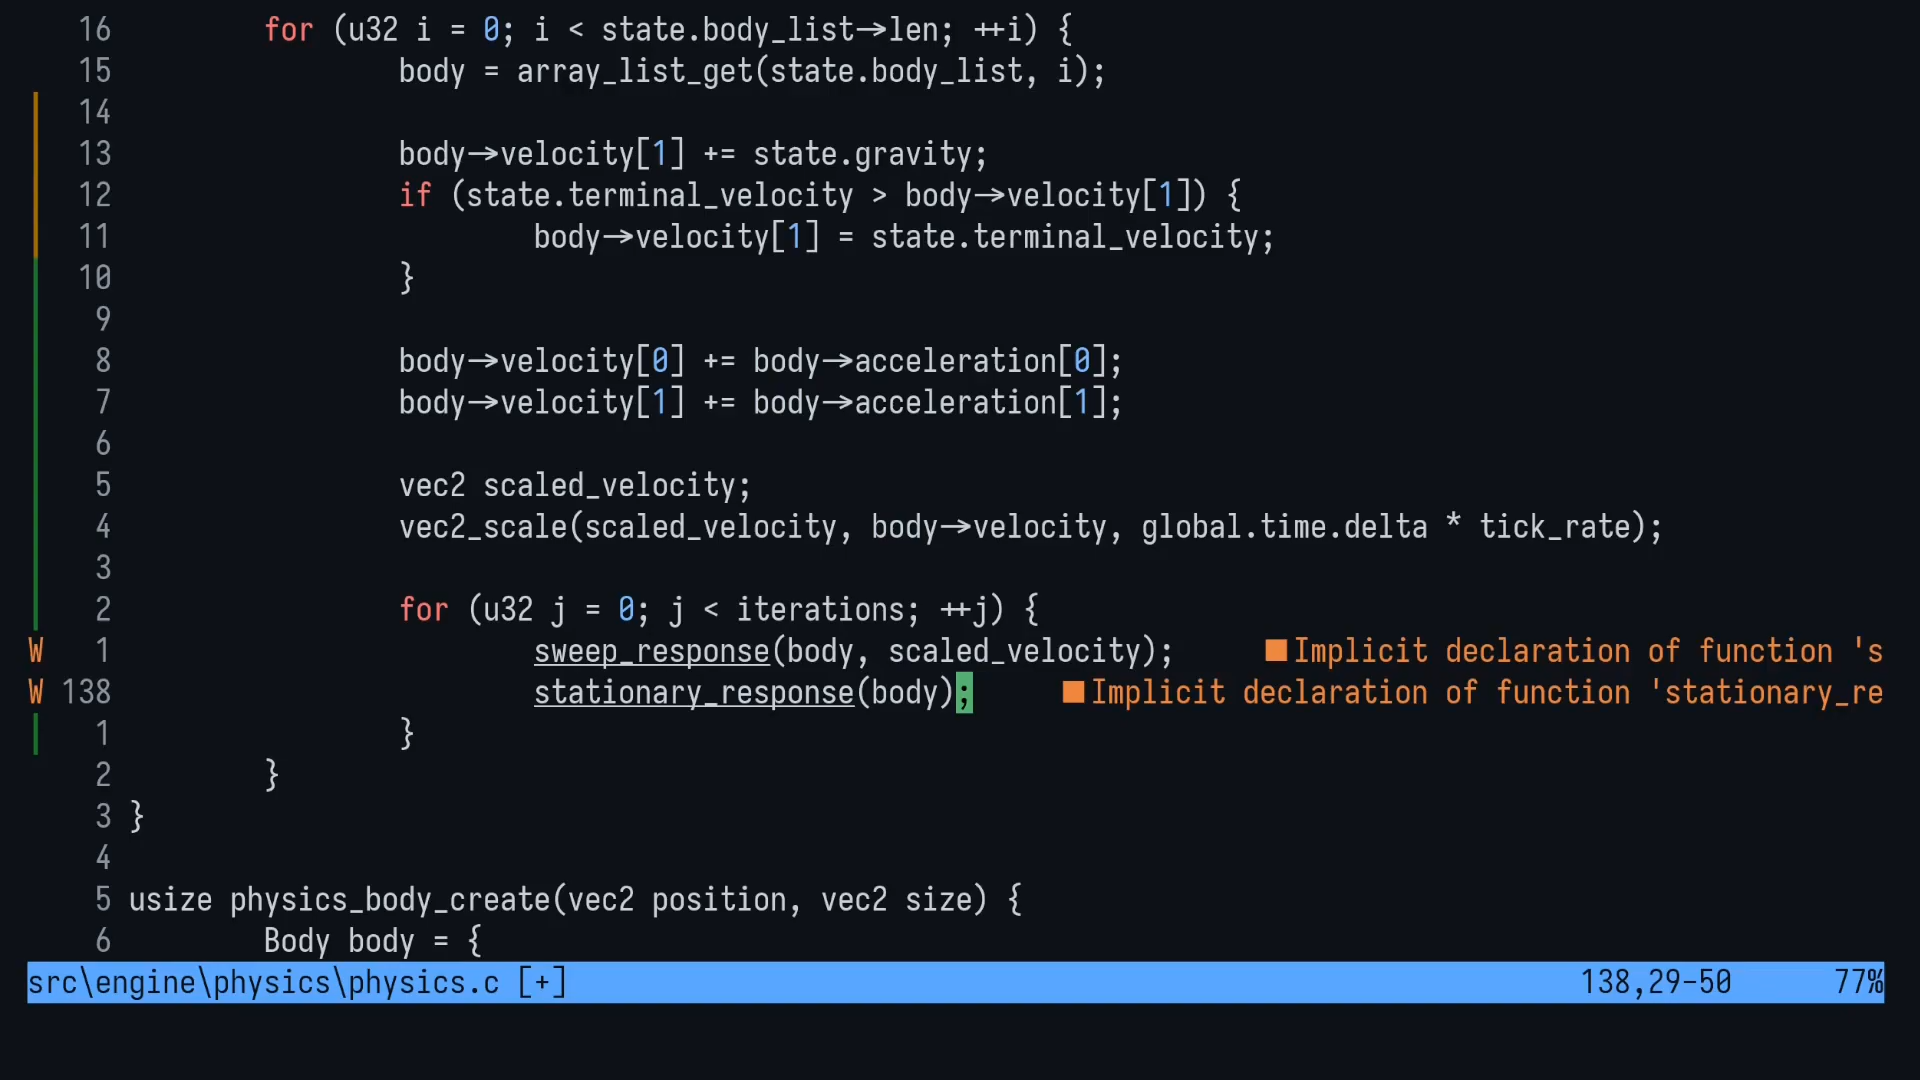 16 for (u32 i = 0; i < state.body_list->len; ++i) {
15 body = array_list_get(state.body_list, i);
14
13 body->velocity[1] += state.gravity;
12 if (state.terminal_velocity > body->velocity[1]) {
11 body->velocity[1] = state.terminal_velocity;
10 }
9
8 body->velocity[0] += body->acceleration[0];
7 body->velocity[1] += body->acceleration[1];
6
5 vec2 scaled_velocity;
4 vec2_scale(scaled_velocity, body->velocity, global.time.delta * tick_rate);
3
2 for (u32 j = 0; j < iterations; ++j) {
W 1 sweep_response(body, scaled_velocity); ■Implicit declaration of function 's
W 138 stationary_response(body); ■Implicit declaration of function 'stationary_re
1 }
2 }
3 }
4
5 usize physics_body_create(vec2 position, vec2 size) {
6 Body body = {
src\engine\physics\physics.c [+] 138,29-50 77%